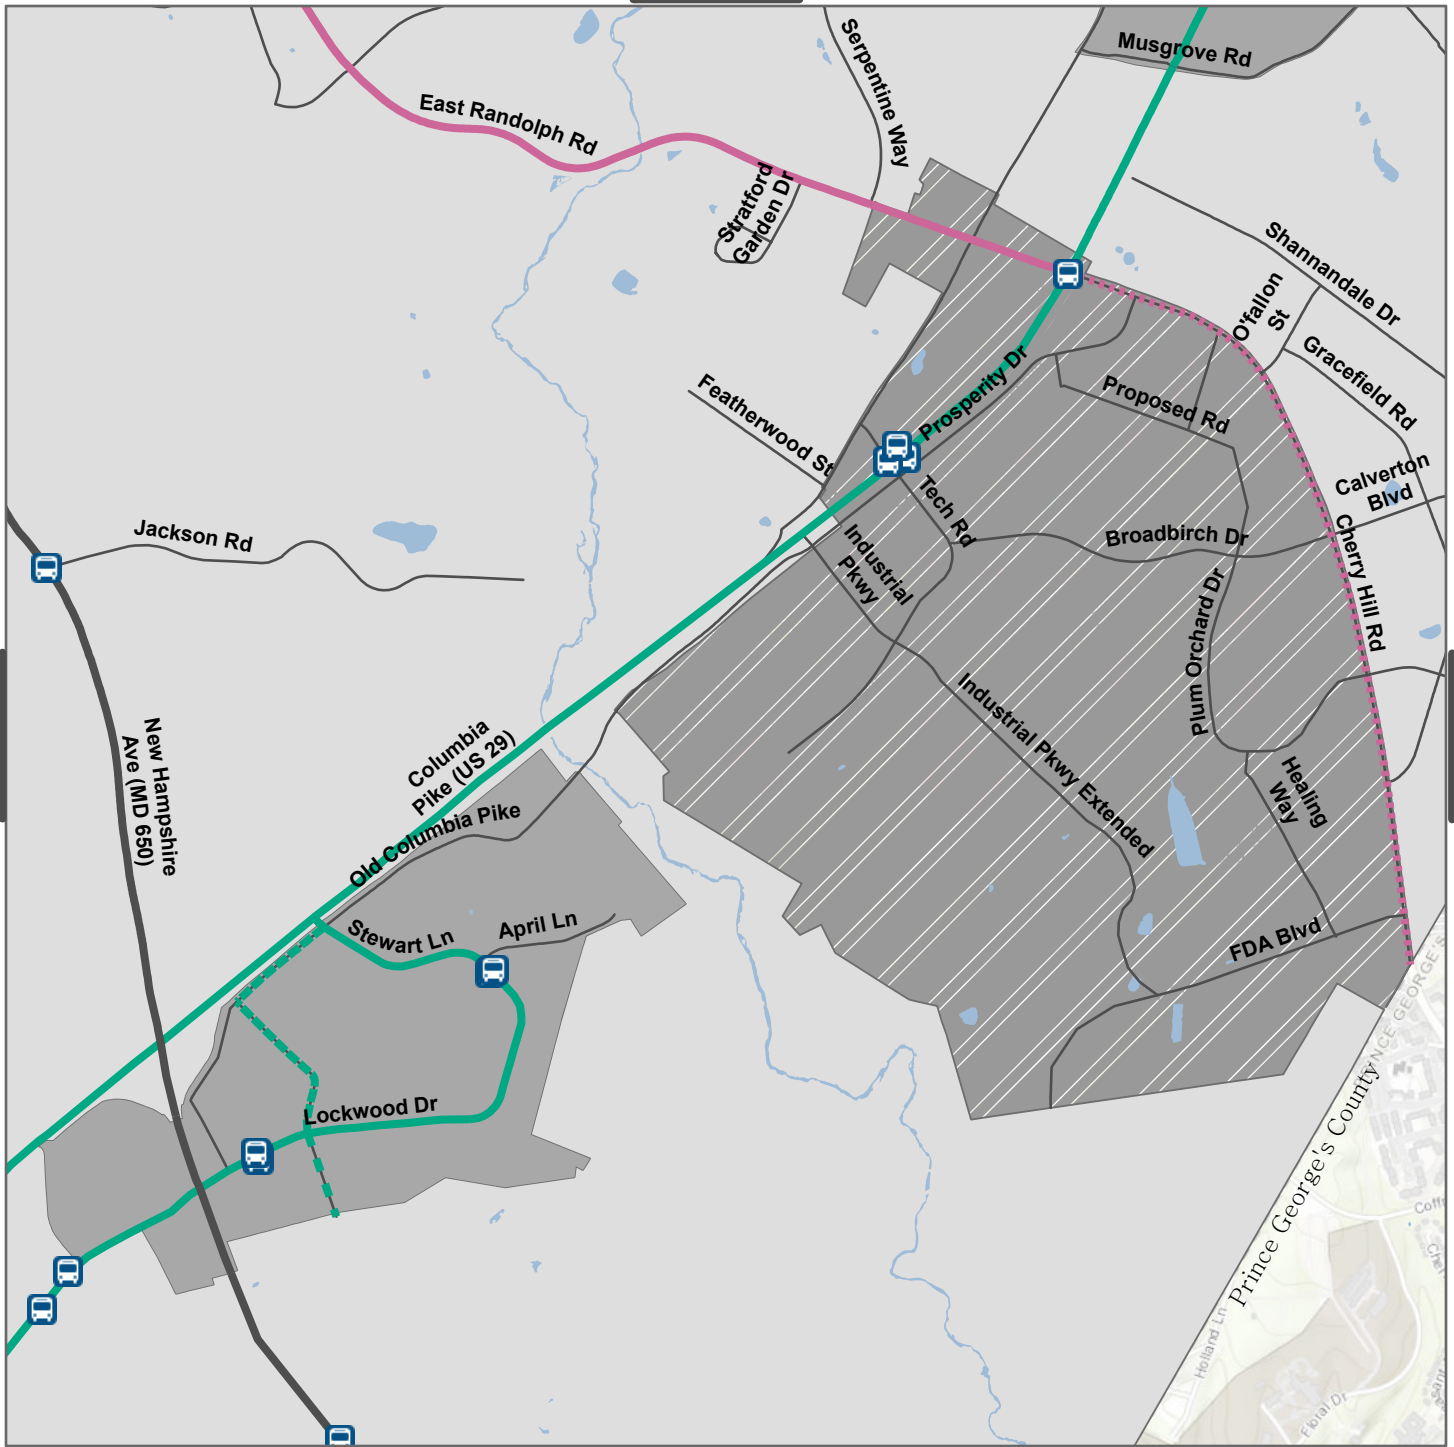 Musgrove Rd
Serpentine Way
East Randolph Rd
Stratford
Garden Dr
Shannandale Dr
O'fallon
St
Gracefield Rd
Prosperity Dr
Proposed Rd
Featherwood St
Calverton
Blvd
Tech Rd
Jackson Rd
Broadbirch Dr
Cherry Hill Rd
Industrial
Pkwy
Plum Orchard Dr
Industrial Pkwy Extended
New Hampshire
Ave (MD 650)
Columbia
Pike (US 29)
Healing
Way
Old Columbia Pike
Stewart Ln
April Ln
FDA Blvd
Lockwood Dr
Prince George's County
Holland Ln
Floral Dr